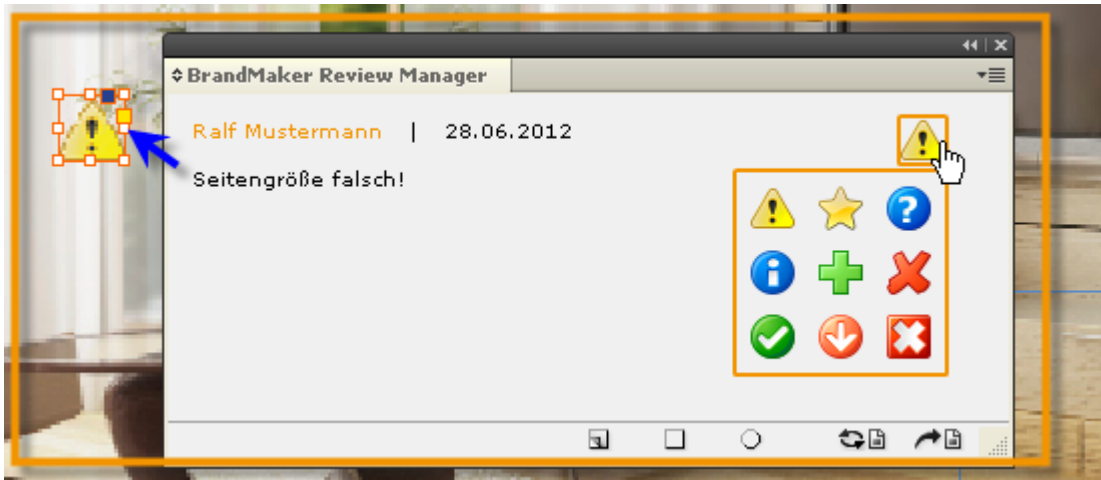 BrandMaker Review Manager
Ralf Mustermann | 28.06.2012
Seitengröße falsch!